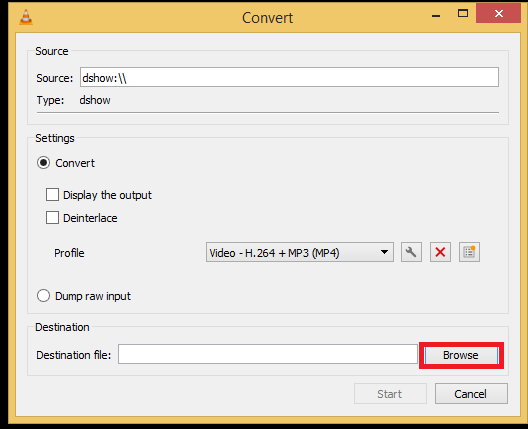 Convert
Source
Source: dshow:\\
Type: dshow
Settings
Convert
Display the output
Deinterlace
Profile Video - H.264 + MP3 (MP4)
Dump raw input
Destination
Destination file: Browse
Start Cancel